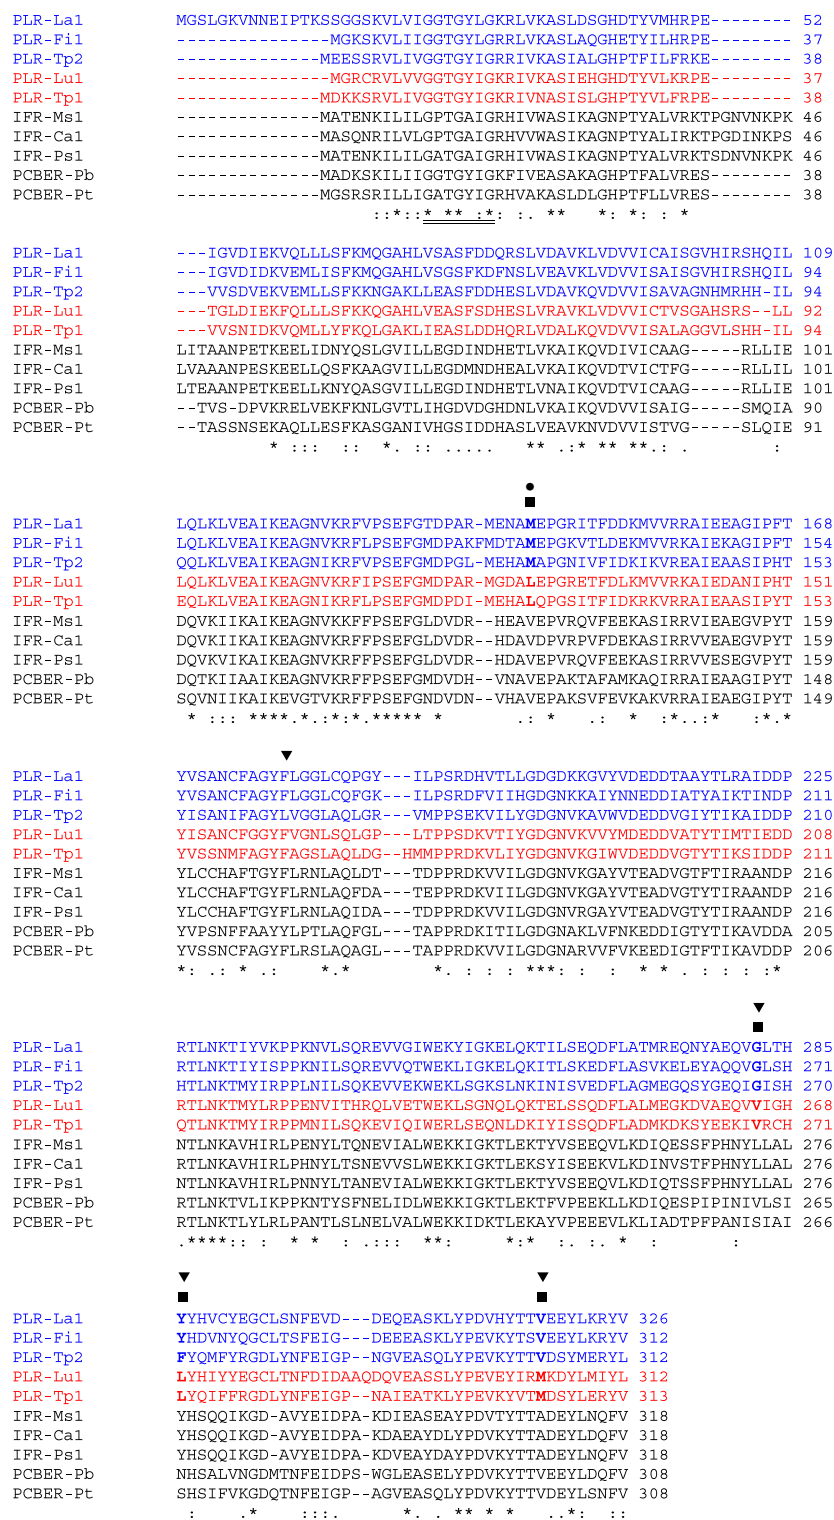 PLR-La1 MGSLGKVNNEIPTKSSGGSKVLVIGGTGYLGKRLVKASLDSGHDTYVMHRPE-------- 52
PLR-Fi1 ---------------MGKSKVLIIGGTGYLGRRLVKASLAQGHETYILHRPE-------- 37
PLR-Tp2 --------------MEESSRVLIVGGTGYIGRRIVKASIALGHPTFILFRKE-------- 38
PLR-Lu1 ---------------MGRCRVLVVGGTGYIGKRIVKASIEHGHDTYVLKRPE-------- 37
PLR-Tp1 --------------MDKKSRVLIVGGTGYIGKRIVNASISLGHPTYVLFRPE-------- 38
IFR-Ms1 --------------MATENKILILGPTGAIGRHIVWASIKAGNPTYALVRKTPGNVNKPK 46
IFR-Ca1 --------------MASQNRILVLGPTGAIGRHVVWASIKAGNPTYALIRKTPGDINKPS 46
IFR-Ps1 --------------MATENKILILGATGAIGRHIVWASIKAGNPTYALVRKTSDNVNKPK 46
PCBER-Pb --------------MADKSKILIIGGTGYIGKFIVEASAKAGHPTFALVRES-------- 38
PCBER-Pt --------------MGSRSRILLIGATGYIGRHVAKASLDLGHPTFLLVRES-------- 38
::*::* ** *: :. ** *: * : *
PLR-La1 ---IGVDIEKVQLLLSFKMQGAHLVSASFDDQRSLVDAVKLVDVVICAISGVHIRSHQIL 109
PLR-Fi1 ---IGVDIDKVEMLISFKMQGAHLVSGSFKDFNSLVEAVKLVDVVISAISGVHIRSHQIL 94
PLR-Tp2 ---VVSDVEKVEMLLSFKKNGAKLLEASFDDHESLVDAVKQVDVVISAVAGNHMRHH-IL 94
PLR-Lu1 ---TGLDIEKFQLLLSFKKQGAHLVEASFSDHESLVRAVKLVDVVICTVSGAHSRS--LL 92
PLR-Tp1 ---VVSNIDKVQMLLYFKQLGAKLIEASLDDHQRLVDALKQVDVVISALAGGVLSHH-IL 94
IFR-Ms1 LITAANPETKEELIDNYQSLGVILLEGDINDHETLVKAIKQVDIVICAAG-----RLLIE 101
IFR-Ca1 LVAAANPESKEELLQSFKAAGVILLEGDMNDHEALVKAIKQVDTVICTFG-----RLLIL 101
IFR-Ps1 LTEAANPETKEELLKNYQASGVILLEGDINDHETLVNAIKQVDTVICAAG-----RLLIE 101
PCBER-Pb --TVS-DPVKRELVEKFKNLGVTLIHGDVDGHDNLVKAIKQVDVVISAIG-----SMQIA 90
PCBER-Pt --TASSNSEKAQLLESFKASGANIVHGSIDDHASLVEAVKNVDVVISTVG-----SLQIE 91
* ::: :: *. :: ..... ** .:* ** **.: . :
PLR-La1 LQLKLVEAIKEAGNVKRFVPSEFGTDPAR-MENAMEPGRITFDDKMVVRRAIEEAGIPFT 168
PLR-Fi1 LQLKLVEAIKEAGNVKRFLPSEFGMDPAKFMDTAMEPGKVTLDEKMVVRKAIEKAGIPFT 154
PLR-Tp2 QQLKLVEAIKEAGNIKRFVPSEFGMDPGL-MEHAMAPGNIVFIDKIKVREAIEAASIPHT 153
PLR-Lu1 LQLKLVEAIKEAGNVKRFIPSEFGMDPAR-MGDALEPGRETFDLKMVVRKAIEDANIPHT 151
PLR-Tp1 EQLKLVEAIKEAGNIKRFLPSEFGMDPDI-MEHALQPGSITFIDKRKVRRAIEAASIPYT 153
IFR-Ms1 DQVKIIKAIKEAGNVKKFFPSEFGLDVDR--HEAVEPVRQVFEEKASIRRVIEAEGVPYT 159
IFR-Ca1 DQVKIIKAIKEAGNVKRFFPSEFGLDVDR--HDAVDPVRPVFDEKASIRRVVEAEGVPYT 159
IFR-Ps1 DQVKVIKAIKEAGNVKRFFPSEFGLDVDR--HDAVEPVRQVFEEKASIRRVVESEGVPYT 159
PCBER-Pb DQTKIIAAIKEAGNVKRFFPSEFGMDVDH--VNAVEPAKTAFAMKAQIRRAIEAAGIPYT 148
PCBER-Pt SQVNIIKAIKEVGTVKRFFPSEFGNDVDN--VHAVEPAKSVFEVKAKVRRAIEAEGIPYT 149
* ::: ****.*.:*:*.***** * .: * .: * :*..:* :*.*
PLR-La1 YVSANCFAGYFLGGLCQPGY---ILPSRDHVTLLGDGDKKGVYVDEDDTAAYTLRAIDDP 225
PLR-Fi1 YVSANCFAGYFLGGLCQFGK---ILPSRDFVIIHGDGNKKAIYNNEDDIATYAIKTINDP 211
PLR-Tp2 YISANIFAGYLVGGLAQLGR---VMPPSEKVILYGDGNVKAVWVDEDDVGIYTIKAIDDP 210
PLR-Lu1 YISANCFGGYFVGNLSQLGP---LTPPSDKVTIYGDGNVKVVYMDEDDVATYTIMTIEDD 208
PLR-Tp1 YVSSNMFAGYFAGSLAQLDG--HMMPPRDKVLIYGDGNVKGIWVDEDDVGTYTIKSIDDP 211
IFR-Ms1 YLCCHAFTGYFLRNLAQLDT---TDPPRDKVVILGDGNVKGAYVTEADVGTFTIRAANDP 216
IFR-Ca1 YLCCHAFTGYFLRNLAQFDA---TEPPRDKVIILGDGNVKGAYVTEADVGTYTIRAANDP 216
IFR-Ps1 YLCCHAFTGYFLRNLAQIDA---TDPPRDKVVILGDGNVRGAYVTEADVGTYTIRAANDP 216
PCBER-Pb YVPSNFFAAYYLPTLAQFGL---TAPPRDKITILGDGNAKLVFNKEDDIGTYTIKAVDDA 205
PCBER-Pt YVSSNFFAGYFLRSLAQAGL---TAPPRDKVVIFGDGNARVVFVKEEDIGTFTIKAVDDP 206
*: .: * .: *.* *. : : ***: : * * . : : : :*
PLR-La1 RTLNKTIYVKPPKNVLSQREVVGIWEKYIGKELQKTILSEQDFLATMREQNYAEQVGLTH 285
PLR-Fi1 RTLNKTIYISPPKNILSQREVVQTWEKLIGKELQKITLSKEDFLASVKELEYAQQVGLSH 271
PLR-Tp2 HTLNKTMYIRPPLNILSQKEVVEKWEKLSGKSLNKINISVEDFLAGMEGQSYGEQIGISH 270
PLR-Lu1 RTLNKTMYLRPPENVITHRQLVETWEKLSGNQLQKTELSSQDFLALMEGKDVAEQVVIGH 268
PLR-Tp1 QTLNKTMYIRPPMNILSQKEVIQIWERLSEQNLDKIYISSQDFLADMKDKSYEEKIVRCH 271
IFR-Ms1 NTLNKAVHIRLPENYLTQNEVIALWEKKIGKTLEKTYVSEEQVLKDIQESSFPHNYLLAL 276
IFR-Ca1 RTLNKAVHIRLPHNYLTSNEVVSLWEKKIGKTLEKSYISEEKVLKDINVSTFPHNYLLAL 276
IFR-Ps1 NTLNKAVHIRLPKNYLTANEVIALWEKKIGKTLEKTYVSEEQVLKDIQTSSFPHNYLLAL 276
PCBER-Pb RTLNKTVLIKPPKNTYSFNELIDLWEKKIGKTLEKTFVPEEKLLKDIQESPIPINIVLSI 265
PCBER-Pt RTLNKTLYLRLPANTLSLNELVALWEKKIDKTLEKAYVPEEEVLKLIADTPFPANISIAI 266
.****:: : * * : .::: **: *:* :. :. * : :
PLR-La1 YYHVCYEGCLSNFEVD---DEQEASKLYPDVHYTTVEEYLKRYV 326
PLR-Fi1 YHDVNYQGCLTSFEIG---DEEEASKLYPEVKYTSVEEYLKRYV 312
PLR-Tp2 FYQMFYRGDLYNFEIGP--NGVEASQLYPEVKYTTVDSYMERYL 312
PLR-Lu1 LYHIYYEGCLTNFDIDAAQDQVEASSLYPEVEYIRMKDYLMIYL 312
PLR-Tp1 LYQIFFRGDLYNFEIGP--NAIEATKLYPEVKYVTMDSYLERYV 313
IFR-Ms1 YHSQQIKGD-AVYEIDPA-KDIEASEAYPDVTYTTADEYLNQFV 318
IFR-Ca1 YHSQQIKGD-AVYEIDPA-KDAEAYDLYPDVKYTTADEYLNQFV 318
IFR-Ps1 YHSQQIKGD-AVYEIDPA-KDVEAYDAYPDVKYTTADEYLNQFV 318
PCBER-Pb NHSALVNGDMTNFEIDPS-WGLEASELYPDVKYTTVEEYLDQFV 308
PCBER-Pt SHSIFVKGDQTNFEIGP--AGVEASQLYPDVKYTTVDEYLSNFV 308
: .* :::. *. ** * * ..*: ::